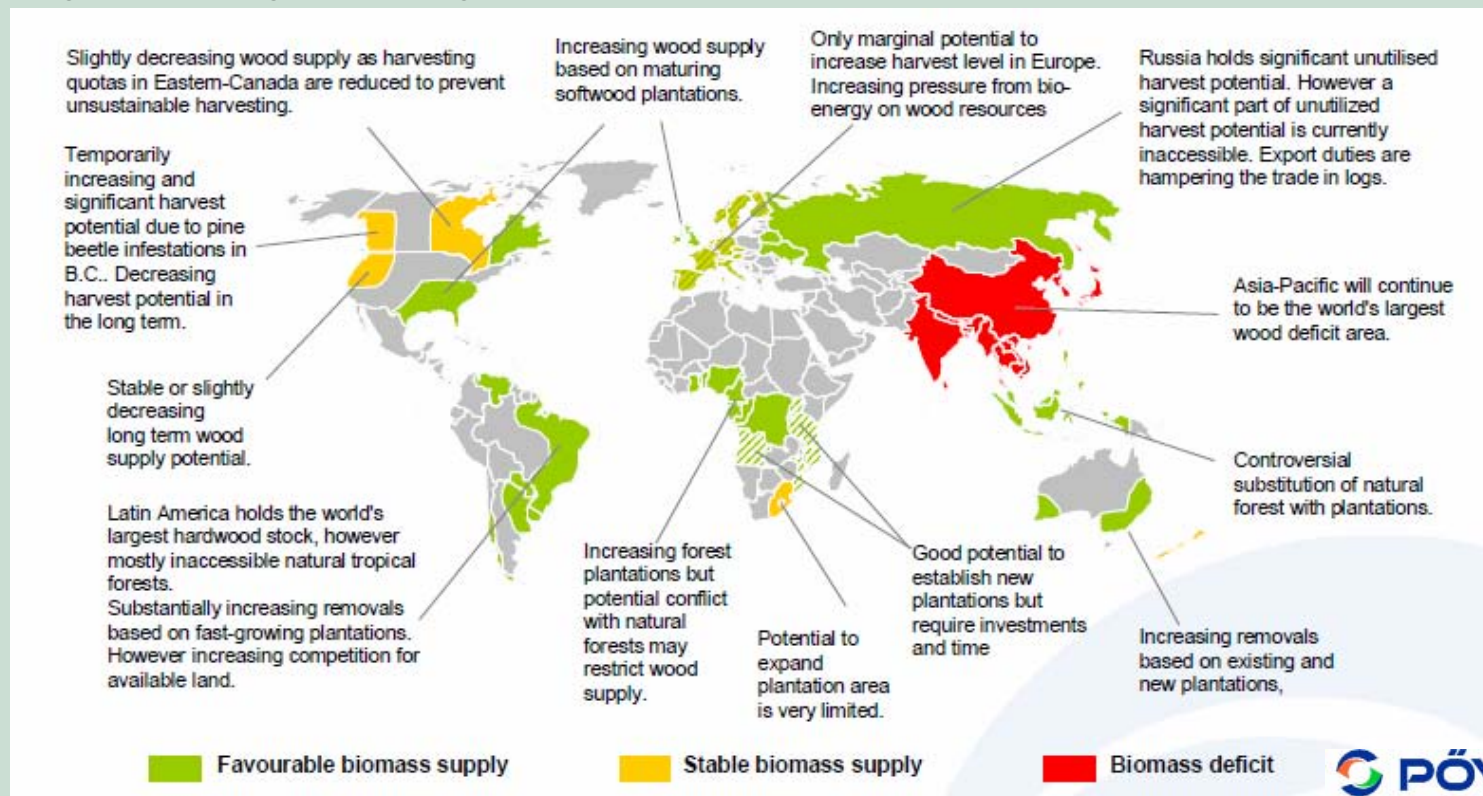 Slightly decreasing wood supply as harvesting
quotas in Eastern-Canada are reduced to prevent
unsustainable harvesting.
Increasing wood supply
based on maturing
softwood plantations.
Only marginal potential to
increase harvest level in Europe.
Increasing pressure from bio-
energy on wood resources
Russia holds significant unutilised
harvest potential. However a
significant part of unutilized
harvest potential is currently
inaccessible. Export duties are
hampering the trade in logs.
Temporarily
increasing and
significant harvest
potential due to pine
beetle infestations in
B.C.. Decreasing
harvest potential in
the long term.
Asia-Pacific will continue
to be the world's largest
wood deficit area.
Stable or slightly
decreasing
long term wood
supply potential.
Controversial
substitution of natural
forest with plantations.
Latin America holds the world's
largest hardwood stock, however
mostly inaccessible natural tropical
forests.
Substantially increasing removals
based on fast-growing plantations.
However increasing competition for
available land.
Increasing forest
plantations but
potential conflict
with natural
forests may
restrict wood
supply.
Potential to
expand
plantation area
is very limited.
Good potential to
establish new
plantations but
require investments
and time
Increasing removals
based on existing and
new plantations,
Favourable biomass supply
Stable biomass supply
Biomass deficit